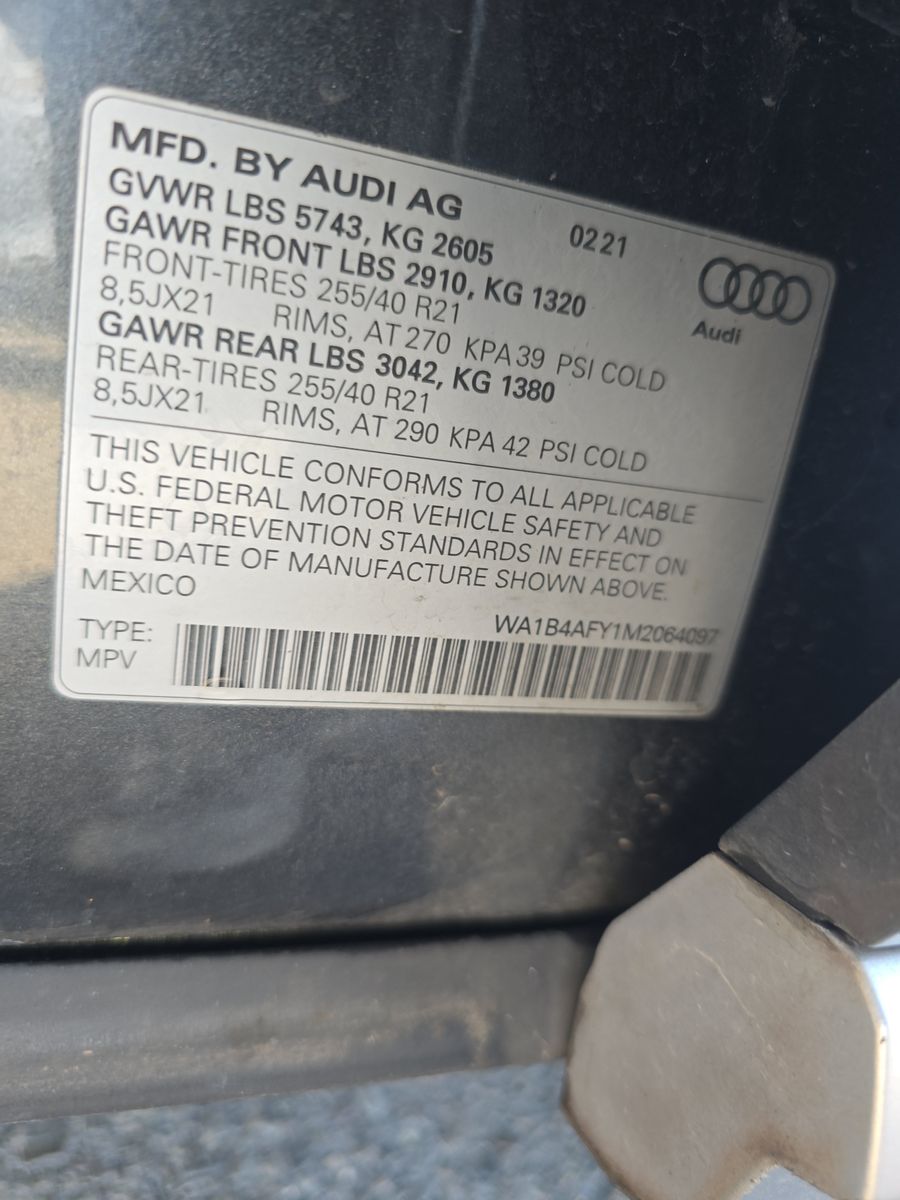 MFD. BY AUDI AG
0221
GVWR LBS 5743, KG 2605
GAWR FRONT LBS 2910, KG 1320
FRONT-TIRES 255/40 R21
8,5JX21 RIMS, AT 270 KPA 39 PSI COLD
GAWR REAR LBS 3042, KG 1380
REAR-TIRES 255/40 R21
8,5JX21 RIMS, AT 290 KPA 42 PSI COLD
Audi
THIS VEHICLE CONFORMS TO ALL APPLICABLE
U.S. FEDERAL MOTOR VEHICLE SAFETY AND
THEFT PREVENTION STANDARDS IN EFFECT ON
THE DATE OF MANUFACTURE SHOWN ABOVE.
MEXICO
WA1B4AFY1M2064097
TYPE:
MPV